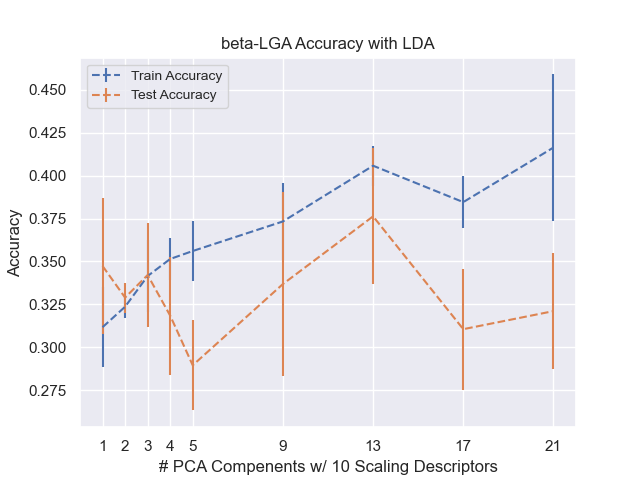 beta-LGA Accuracy with LDA
Train Accuracy
Test Accuracy
0.450
0.425
0.400
0.375
0.350
0.325
0.300
0.275
Accuracy
1 2 3 4 5 9 13 17 21
# PCA Compenents w/ 10 Scaling Descriptors